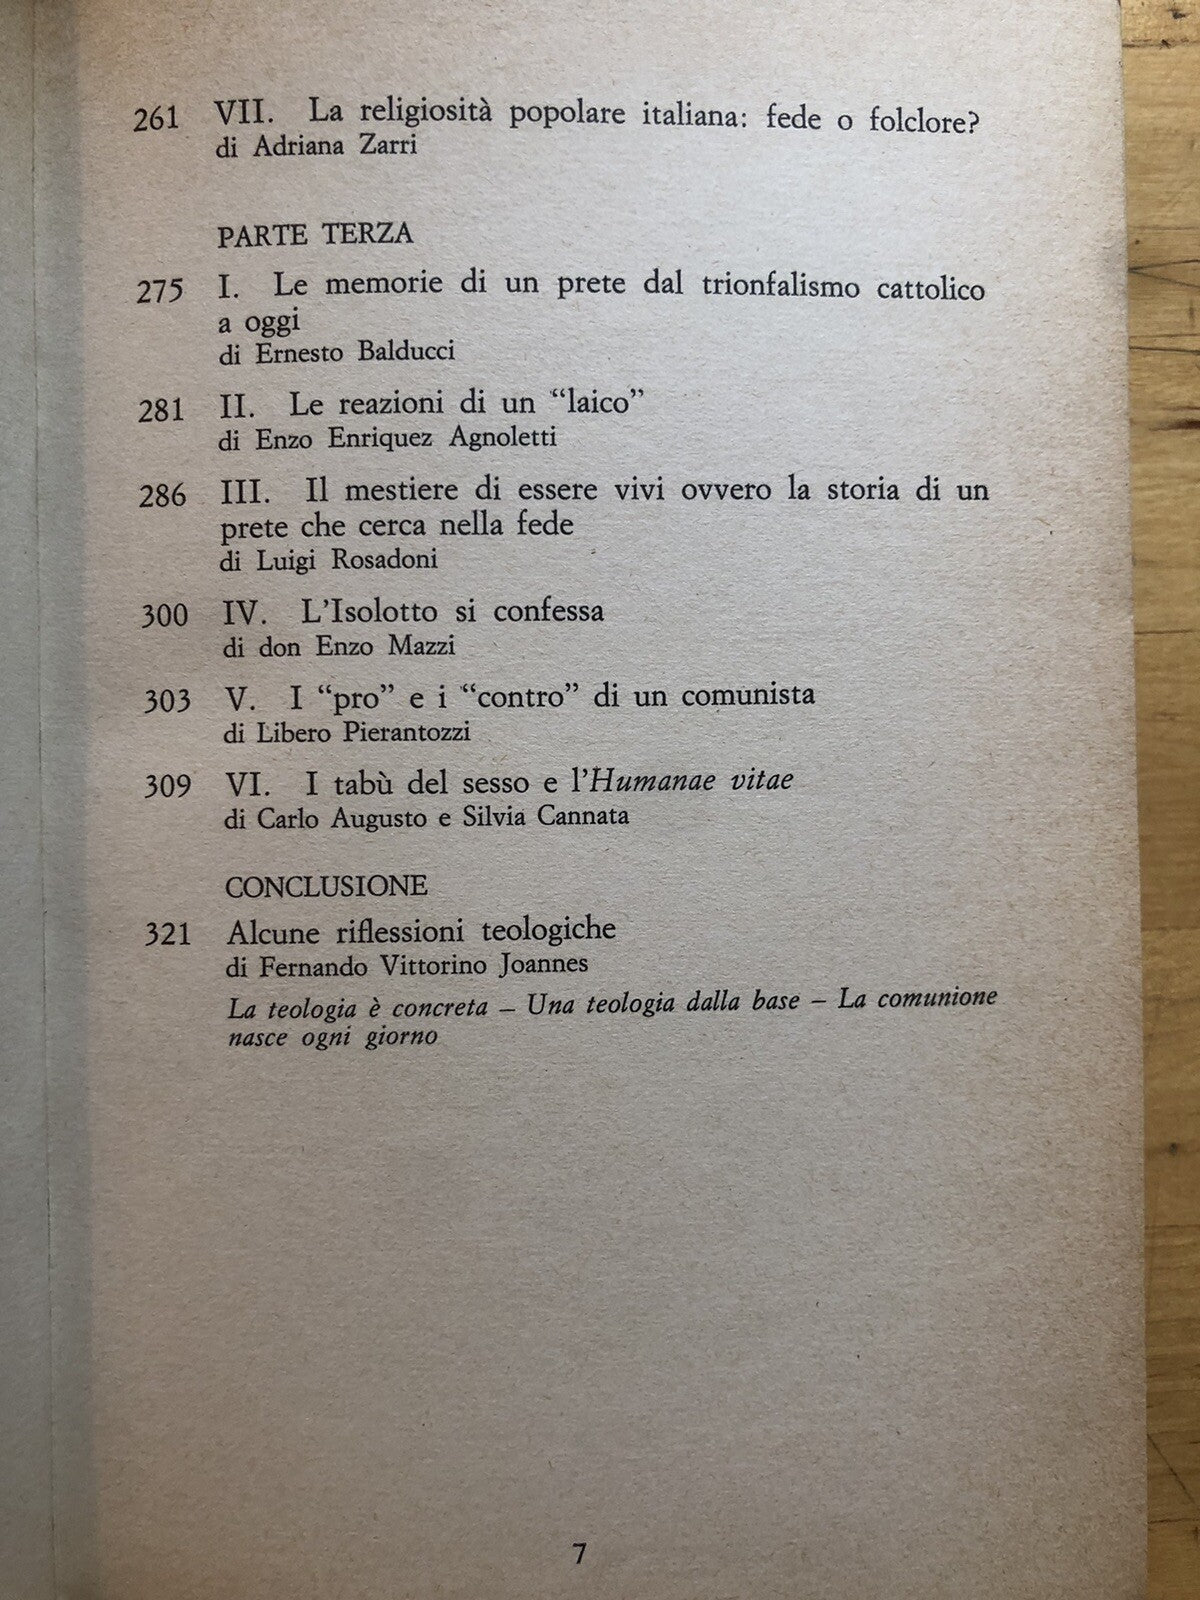 261 VII. La religiosità popolare italiana: fede o folclore?
di Adriana Zarri
PARTE TERZA
275 I. Le memorie di un prete dal trionfalismo cattolico
a oggi
di Ernesto Balducci
281 II. Le reazioni di un “laico”
di Enzo Enriquez Agnoletti
286 III. Il mestiere di essere vivi ovvero la storia di un
prete che cerca nella fede
di Luigi Rosadoni
300 IV. L’Isolotto si confessa
di don Enzo Mazzi
303 V. I “pro” e i “contro” di un comunista
di Libero Pierantozzi
309 VI. I tabù del sesso e l’Humanae vitae
di Carlo Augusto e Silvia Cannata
CONCLUSIONE
321 Alcune riflessioni teologiche
di Fernando Vittorino Joannes
La teologia è concreta – Una teologia dalla base – La comunione
nasce ogni giorno
7